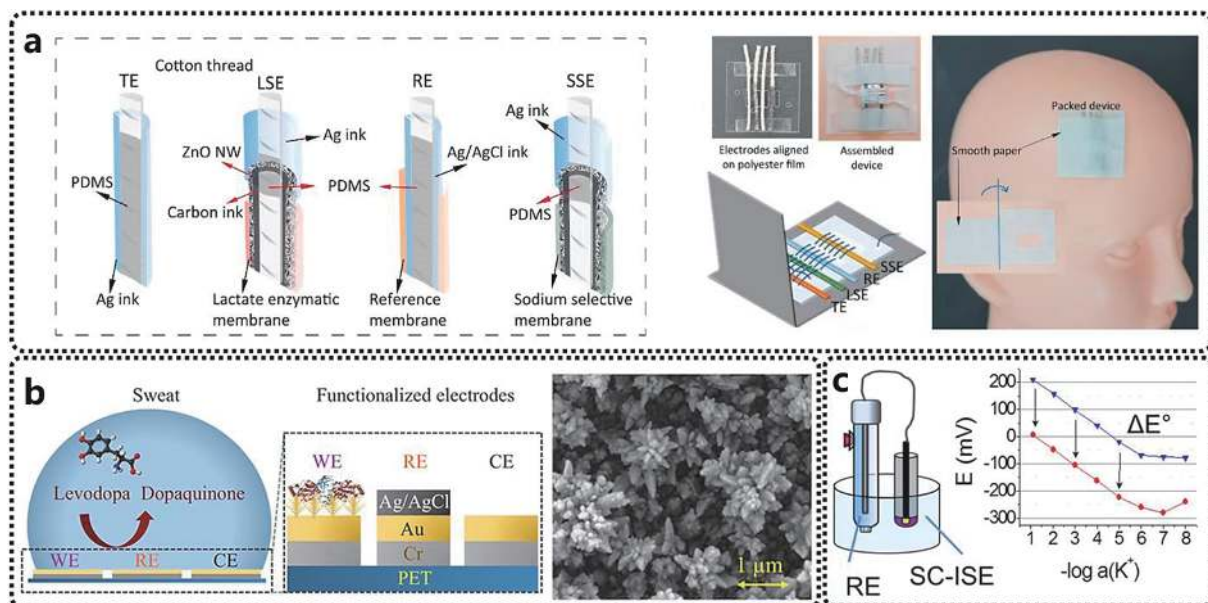 a
Cotton thread
TE
LSE
RE
SSE
Ag ink
Ag ink
ZnO NW
Ag/AgCl ink
PDMS
PDMS
Carbon ink
PDMS
Ag ink
Lactate enzymatic
membrane
Reference
membrane
Sodium selective
membrane
Electrodes aligned
on polyester film
Assembled
device
SSE
RE
LSE
TE
Packed device
Smooth paper
b
Sweat
Levodopa Dopaquinone
WE RE CE
Functionalized electrodes
WE
RE
CE
Ag/AgCl
Au
Cr
PET
1 μm
c
RE
SC-ISE
E (mV)
200
100
0
-100
-200
-300
ΔE°
1 2 3 4 5 6 7 8
-log a(K⁺)